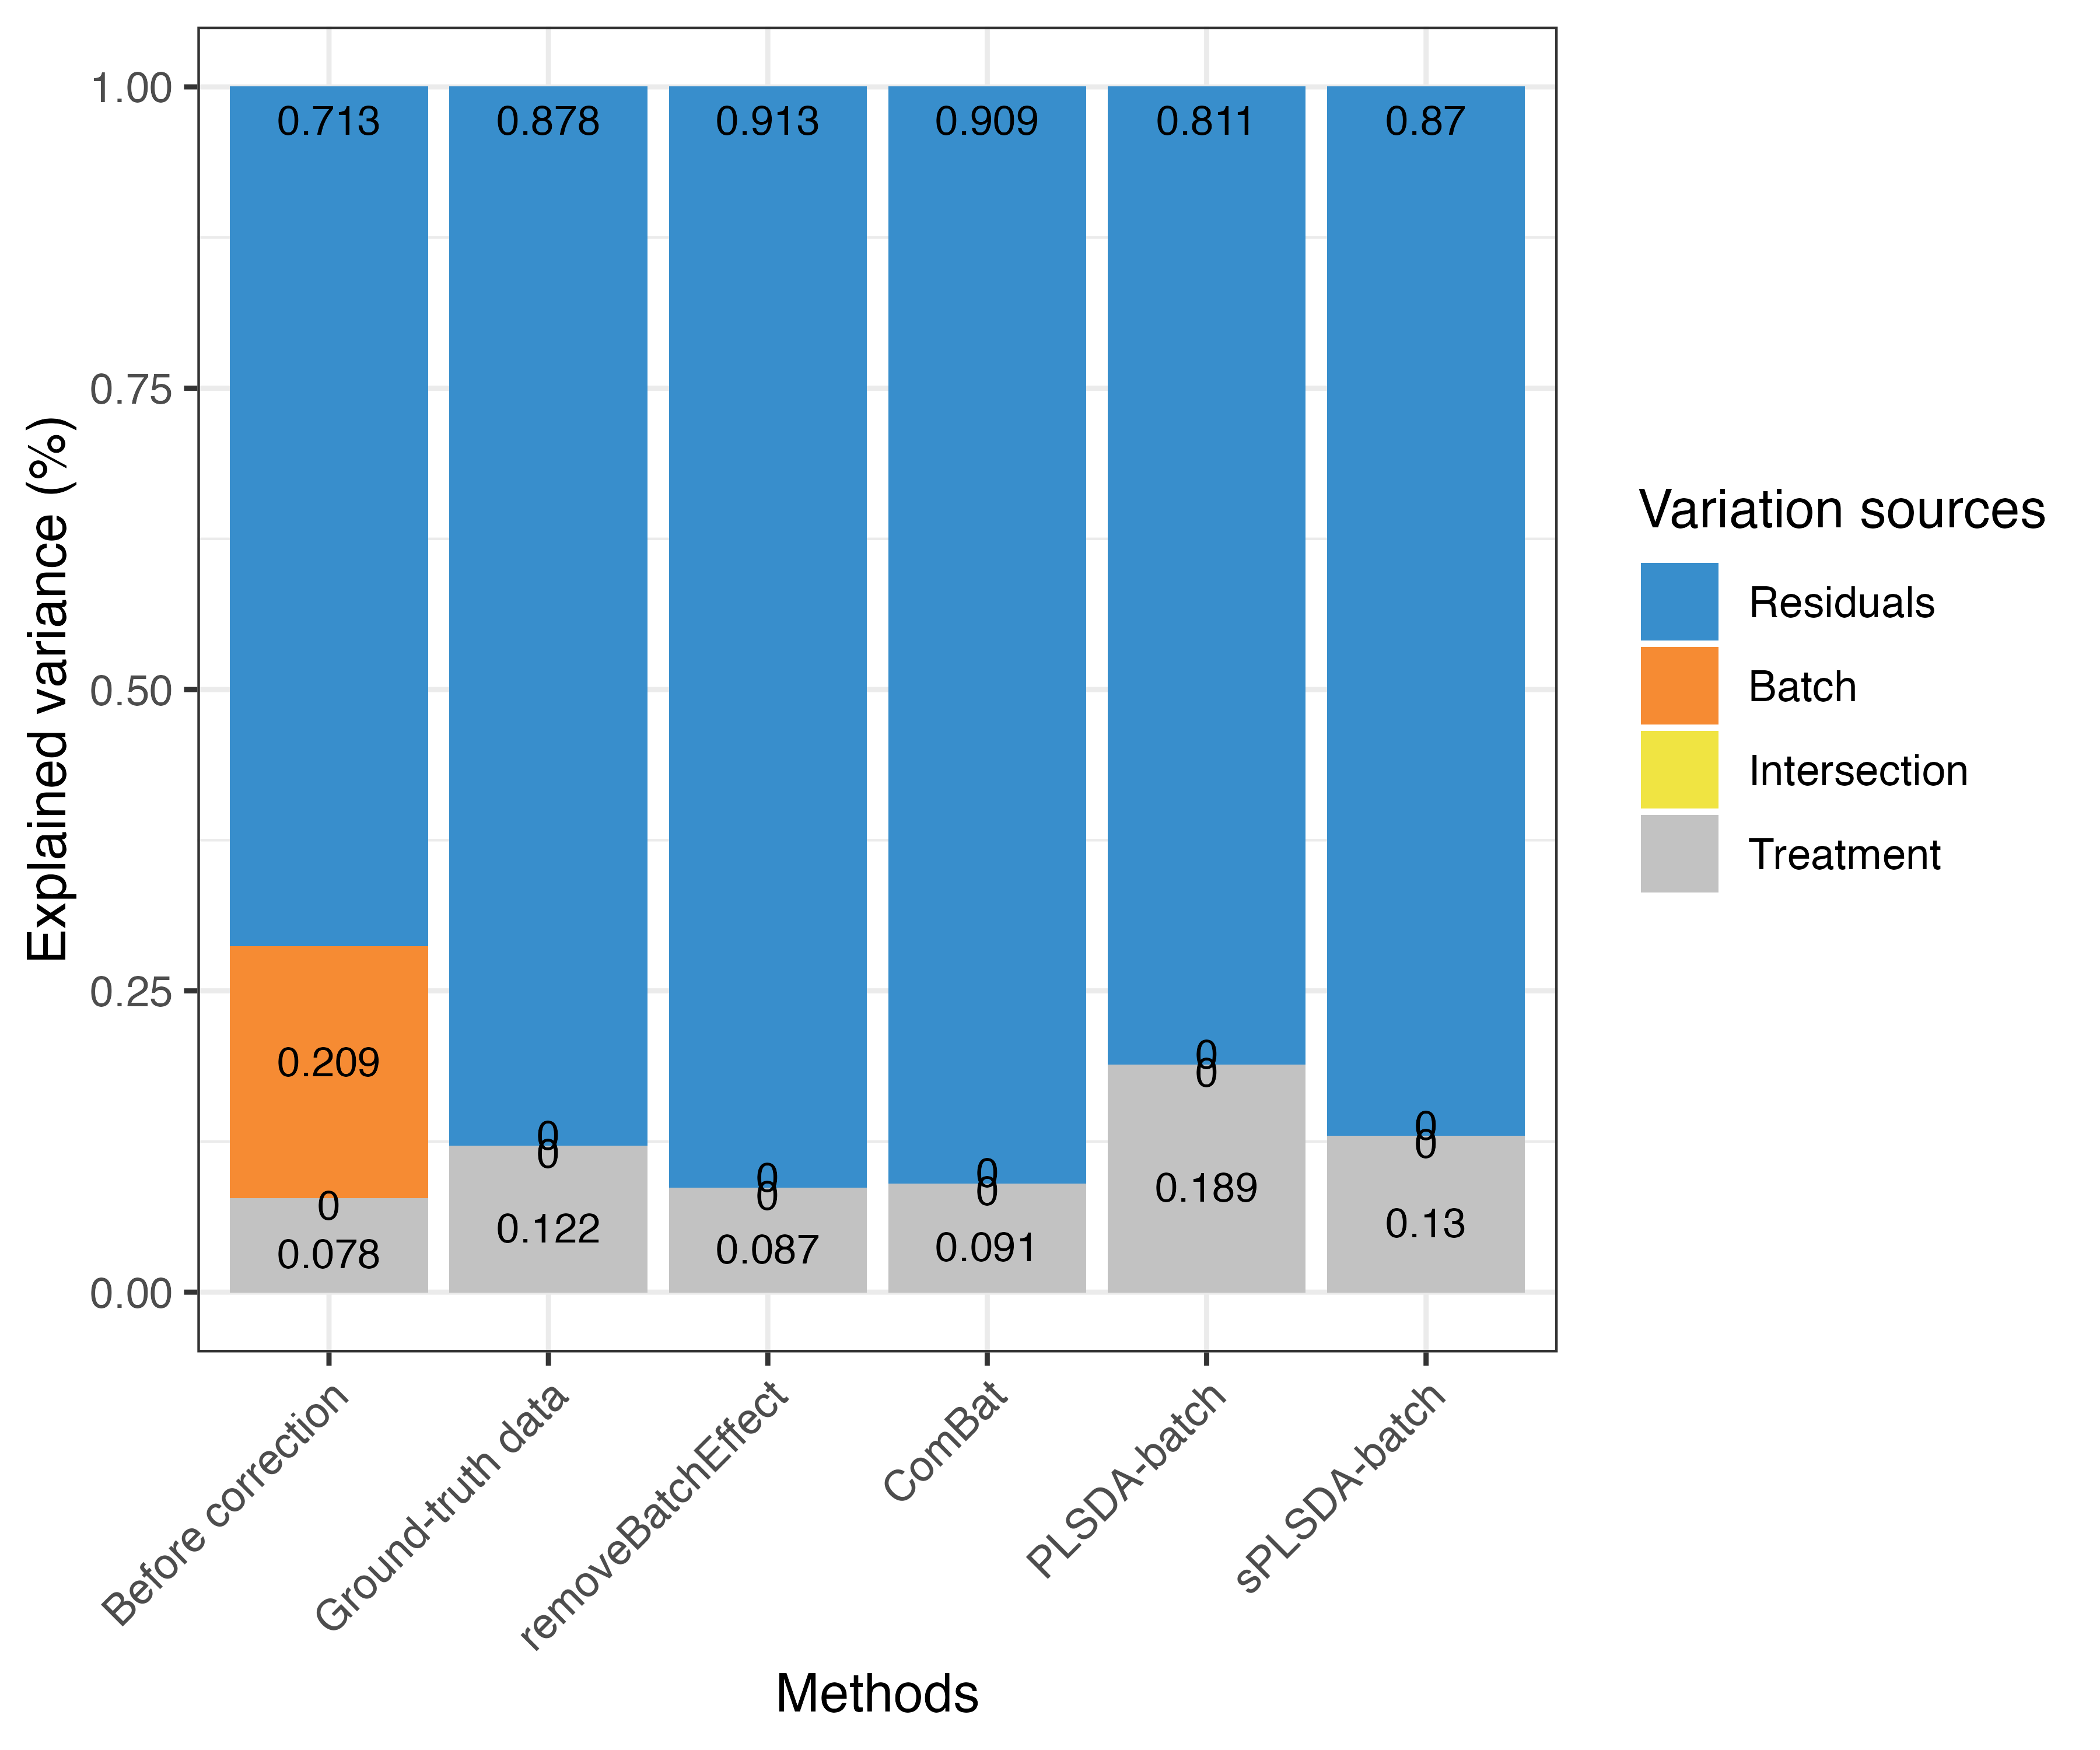 Explained variance (%)
1.00
0.75
0.50
0.25
0.00
0.713 0.878 0.913 0.909 0.811 0.87
0.209
0
0.078
0
0
0.122
0
0
0.087
0
0
0.091
0
0
0.189
0
0
0.13
Before correction
Ground-truth data
removeBatchEffect
ComBat
PLSDA-batch
sPLSDA-batch
Methods
Variation sources
Residuals
Batch
Intersection
Treatment